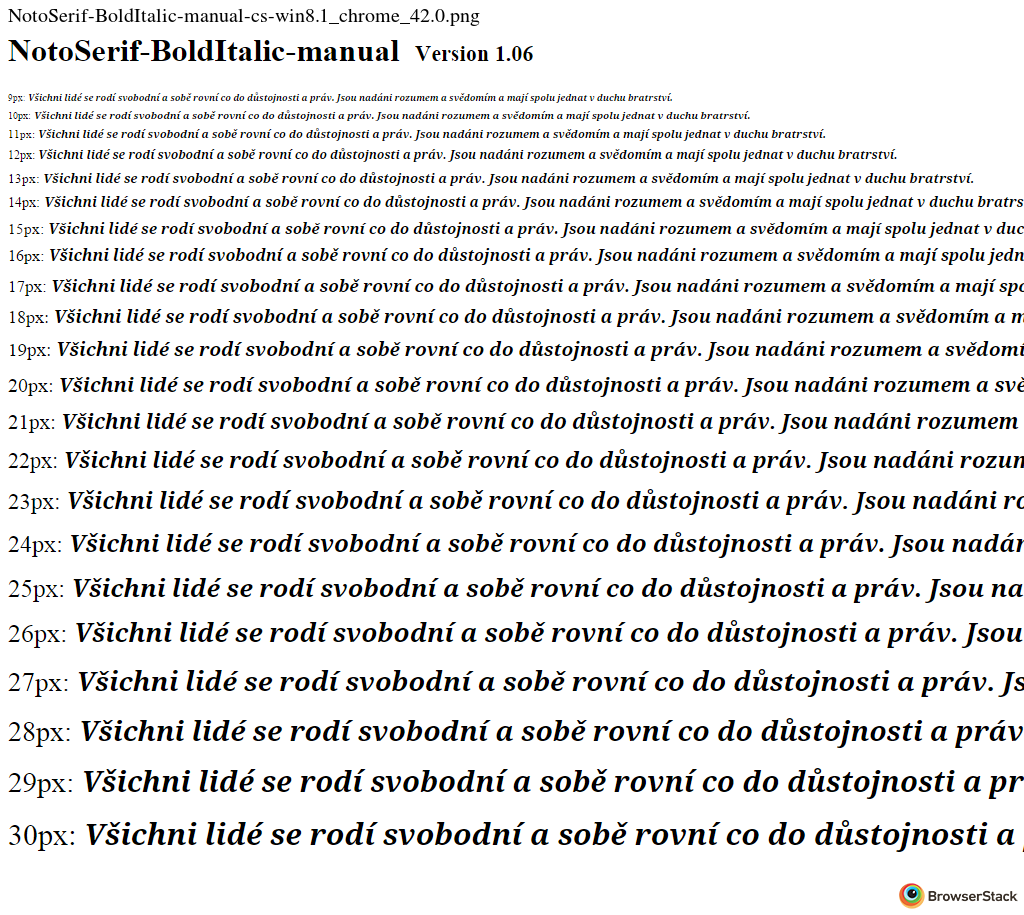 NotoSerif-BoldItalic-manual-cs-win8.1_chrome_42.0.png
NotoSerif-BoldItalic-manual Version 1.06
9px: Všichni lidé se rodí svobodní a sobě rovní co do důstojnosti a práv. Jsou nadáni rozumem a svědomím a mají spolu jednat v duchu bratrství.
10px: Všichni lidé se rodí svobodní a sobě rovní co do důstojnosti a práv. Jsou nadáni rozumem a svědomím a mají spolu jednat v duchu bratrství.
11px: Všichni lidé se rodí svobodní a sobě rovní co do důstojnosti a práv. Jsou nadáni rozumem a svědomím a mají spolu jednat v duchu bratrství.
12px: Všichni lidé se rodí svobodní a sobě rovní co do důstojnosti a práv. Jsou nadáni rozumem a svědomím a mají spolu jednat v duchu bratrství.
13px: Všichni lidé se rodí svobodní a sobě rovní co do důstojnosti a práv. Jsou nadáni rozumem a svědomím a mají spolu jednat v duchu bratrství.
14px: Všichni lidé se rodí svobodní a sobě rovní co do důstojnosti a práv. Jsou nadáni rozumem a svědomím a mají spolu jednat v duchu bratrs
15px: Všichni lidé se rodí svobodní a sobě rovní co do důstojnosti a práv. Jsou nadáni rozumem a svědomím a mají spolu jednat v duc
16px: Všichni lidé se rodí svobodní a sobě rovní co do důstojnosti a práv. Jsou nadáni rozumem a svědomím a mají spolu jedn
17px: Všichni lidé se rodí svobodní a sobě rovní co do důstojnosti a práv. Jsou nadáni rozumem a svědomím a mají spo
18px: Všichni lidé se rodí svobodní a sobě rovní co do důstojnosti a práv. Jsou nadáni rozumem a svědomím a m
19px: Všichni lidé se rodí svobodní a sobě rovní co do důstojnosti a práv. Jsou nadáni rozumem a svědomí
20px: Všichni lidé se rodí svobodní a sobě rovní co do důstojnosti a práv. Jsou nadáni rozumem a svě
21px: Všichni lidé se rodí svobodní a sobě rovní co do důstojnosti a práv. Jsou nadáni rozumem
22px: Všichni lidé se rodí svobodní a sobě rovní co do důstojnosti a práv. Jsou nadáni rozum
23px: Všichni lidé se rodí svobodní a sobě rovní co do důstojnosti a práv. Jsou nadáni ro
24px: Všichni lidé se rodí svobodní a sobě rovní co do důstojnosti a práv. Jsou nadán
25px: Všichni lidé se rodí svobodní a sobě rovní co do důstojnosti a práv. Jsou na
26px: Všichni lidé se rodí svobodní a sobě rovní co do důstojnosti a práv. Jsou
27px: Všichni lidé se rodí svobodní a sobě rovní co do důstojnosti a práv. Js
28px: Všichni lidé se rodí svobodní a sobě rovní co do důstojnosti a práv
29px: Všichni lidé se rodí svobodní a sobě rovní co do důstojnosti a pr
30px: Všichni lidé se rodí svobodní a sobě rovní co do důstojnosti a
BrowserStack